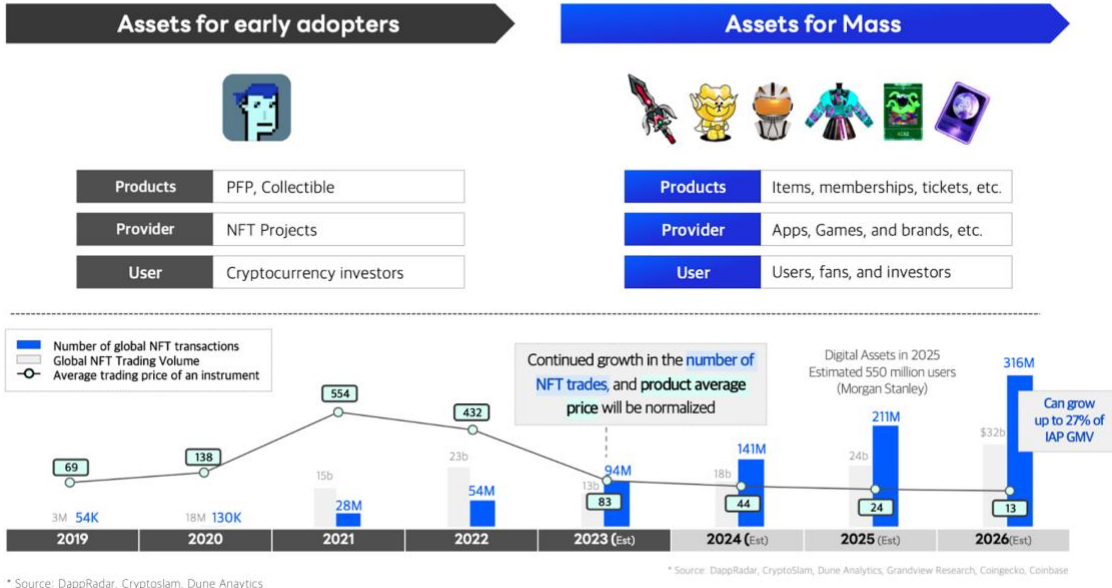 Assets for early adopters
Assets for Mass
Products PFP, Collectible
Provider NFT Projects
User Cryptocurrency investors
Products Items, memberships, tickets, etc.
Provider Apps, Games, and brands, etc.
User Users, fans, and investors
Number of global NFT transactions
Global NFT Trading Volume
Average trading price of an instrument
Continued growth in the number of
NFT trades, and product average
price will be normalized
Digital Assets in 2025
Estimated 550 million users
(Morgan Stanley)
Can grow
up to 27% of
IAP GMV
69
138
554
432
83
44
24
13
3M 54K
18M 130K
15b 28M
23b 54M
13b 94M
18b 141M
24b 211M
$32b 316M
2019 2020 2021 2022 2023 (Est) 2024 (Est) 2025 (Est) 2026(Est)
* Source: DappRadar, CryptoSlam, Dune Analytics, Grandview Research, Coingecko, Coinbase
* Source: DappRadar, Cryptoslam, Dune Anaytics